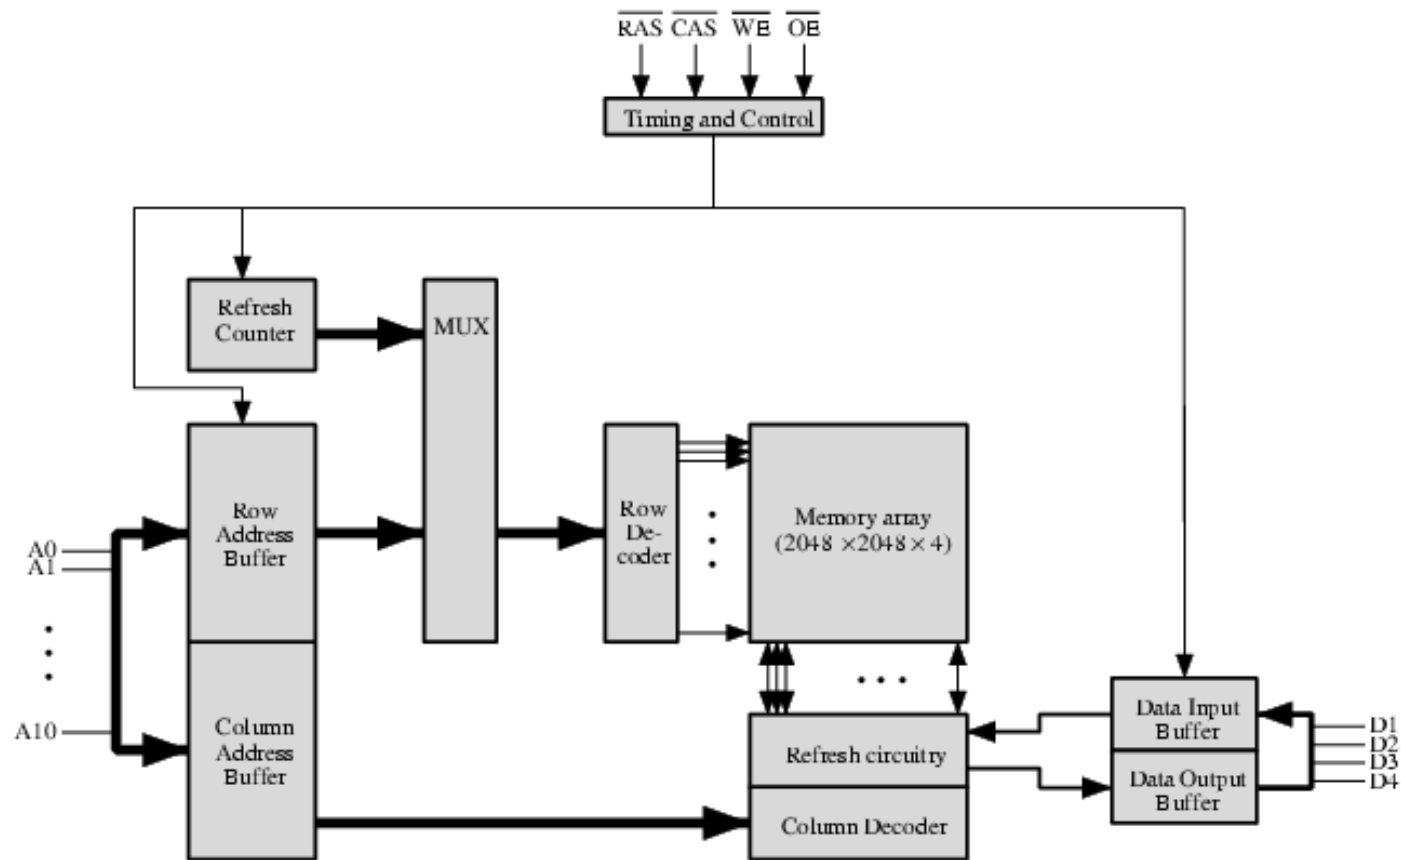 RAS CAS WE OE
Timing and Control
Refresh
Counter
MUX
Row
Address
Buffer
Row
De-
coder
Memory array
(2048 ×2048× 4)
A0
A1
A10
Column
Address
Buffer
Refresh circuitry
Column Decoder
Data Input
Buffer
Data Output
Buffer
D1
D2
D3
D4